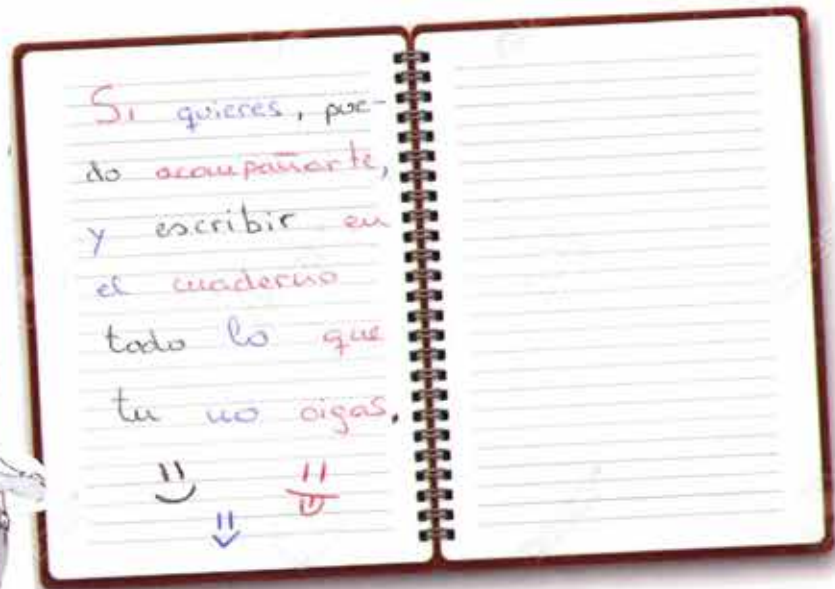 Si quieres, pue-
do acompañarte,
y escribir en
el cuaderno
todo lo que
tu no oigas.